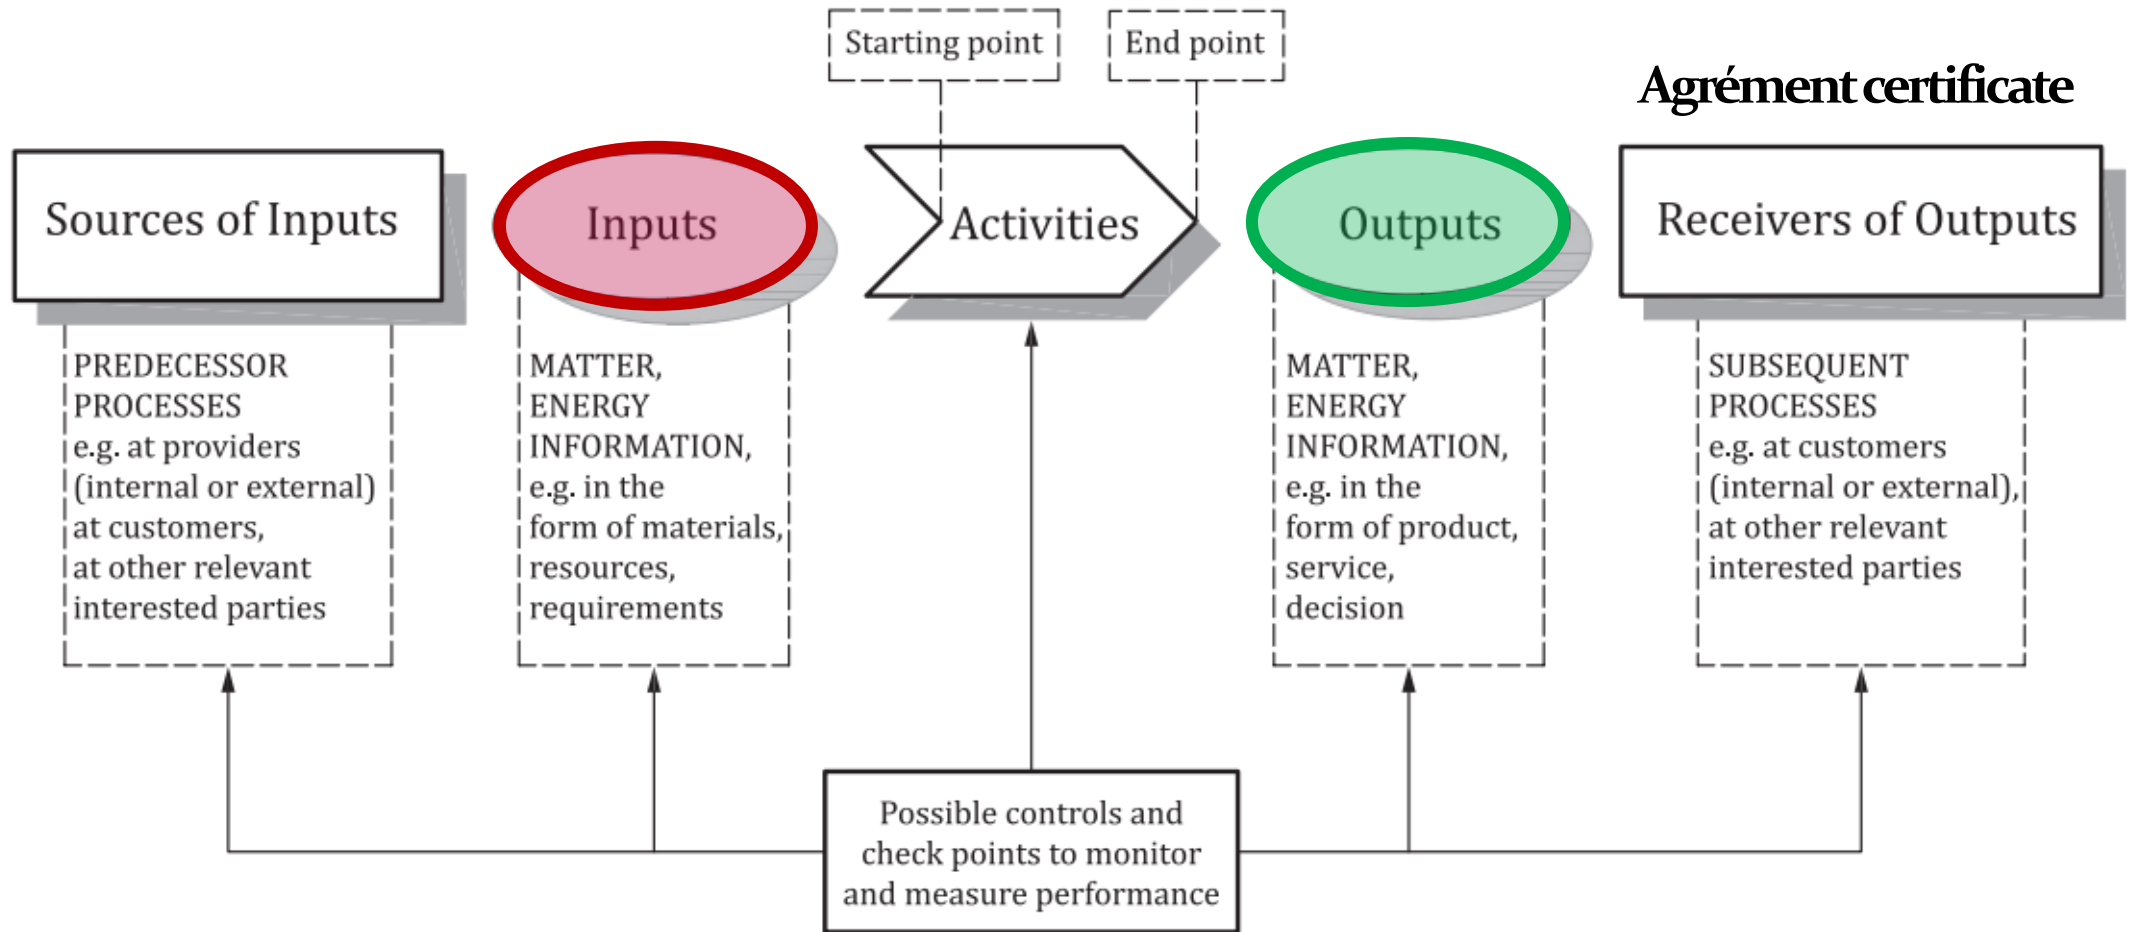 Starting point
End point
Agrément certificate
Sources of Inputs
Inputs
Activities
Outputs
Receivers of Outputs
PREDECESSOR
PROCESSES
e.g. at providers
(internal or external)
at customers,
at other relevant
interested parties
MATTER,
ENERGY
INFORMATION,
e.g. in the
form of materials,
resources,
requirements
MATTER,
ENERGY
INFORMATION,
e.g. in the
form of product,
service,
decision
SUBSEQUENT
PROCESSES
e.g. at customers
(internal or external),
at other relevant
interested parties
Possible controls and
check points to monitor
and measure performance